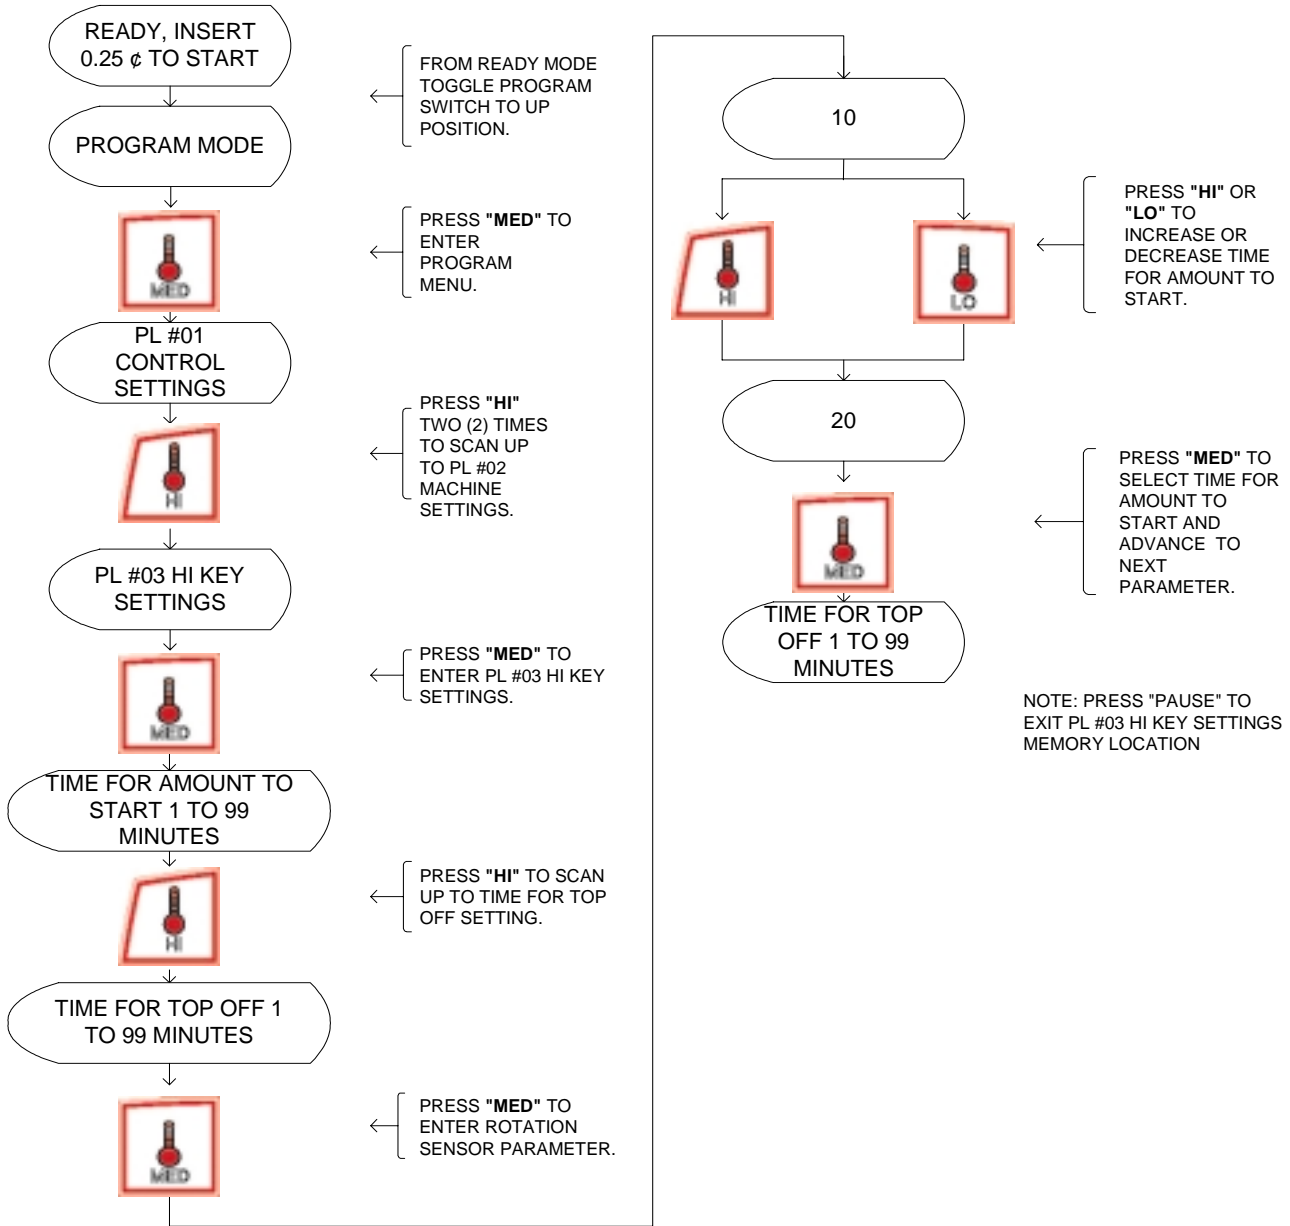 READY, INSERT
0.25 ¢ TO START
FROM READY MODE
TOGGLE PROGRAM
SWITCH TO UP
POSITION.
PROGRAM MODE
MED
PRESS "MED" TO
ENTER
PROGRAM
MENU.
PL #01
CONTROL
SETTINGS
HI
PRESS "HI"
TWO (2) TIMES
TO SCAN UP
TO PL #02
MACHINE
SETTINGS.
PL #03 HI KEY
SETTINGS
MED
PRESS "MED" TO
ENTER PL #03 HI KEY
SETTINGS.
TIME FOR AMOUNT TO
START 1 TO 99
MINUTES
HI
PRESS "HI" TO SCAN
UP TO TIME FOR TOP
OFF SETTING.
TIME FOR TOP OFF 1
TO 99 MINUTES
MED
PRESS "MED" TO
ENTER ROTATION
SENSOR PARAMETER.
10
HI
LO
PRESS "HI" OR
"LO" TO
INCREASE OR
DECREASE TIME
FOR AMOUNT TO
START.
20
MED
PRESS "MED" TO
SELECT TIME FOR
AMOUNT TO
START AND
ADVANCE TO
NEXT
PARAMETER.
TIME FOR TOP
OFF 1 TO 99
MINUTES
NOTE: PRESS "PAUSE" TO
EXIT PL #03 HI KEY SETTINGS
MEMORY LOCATION